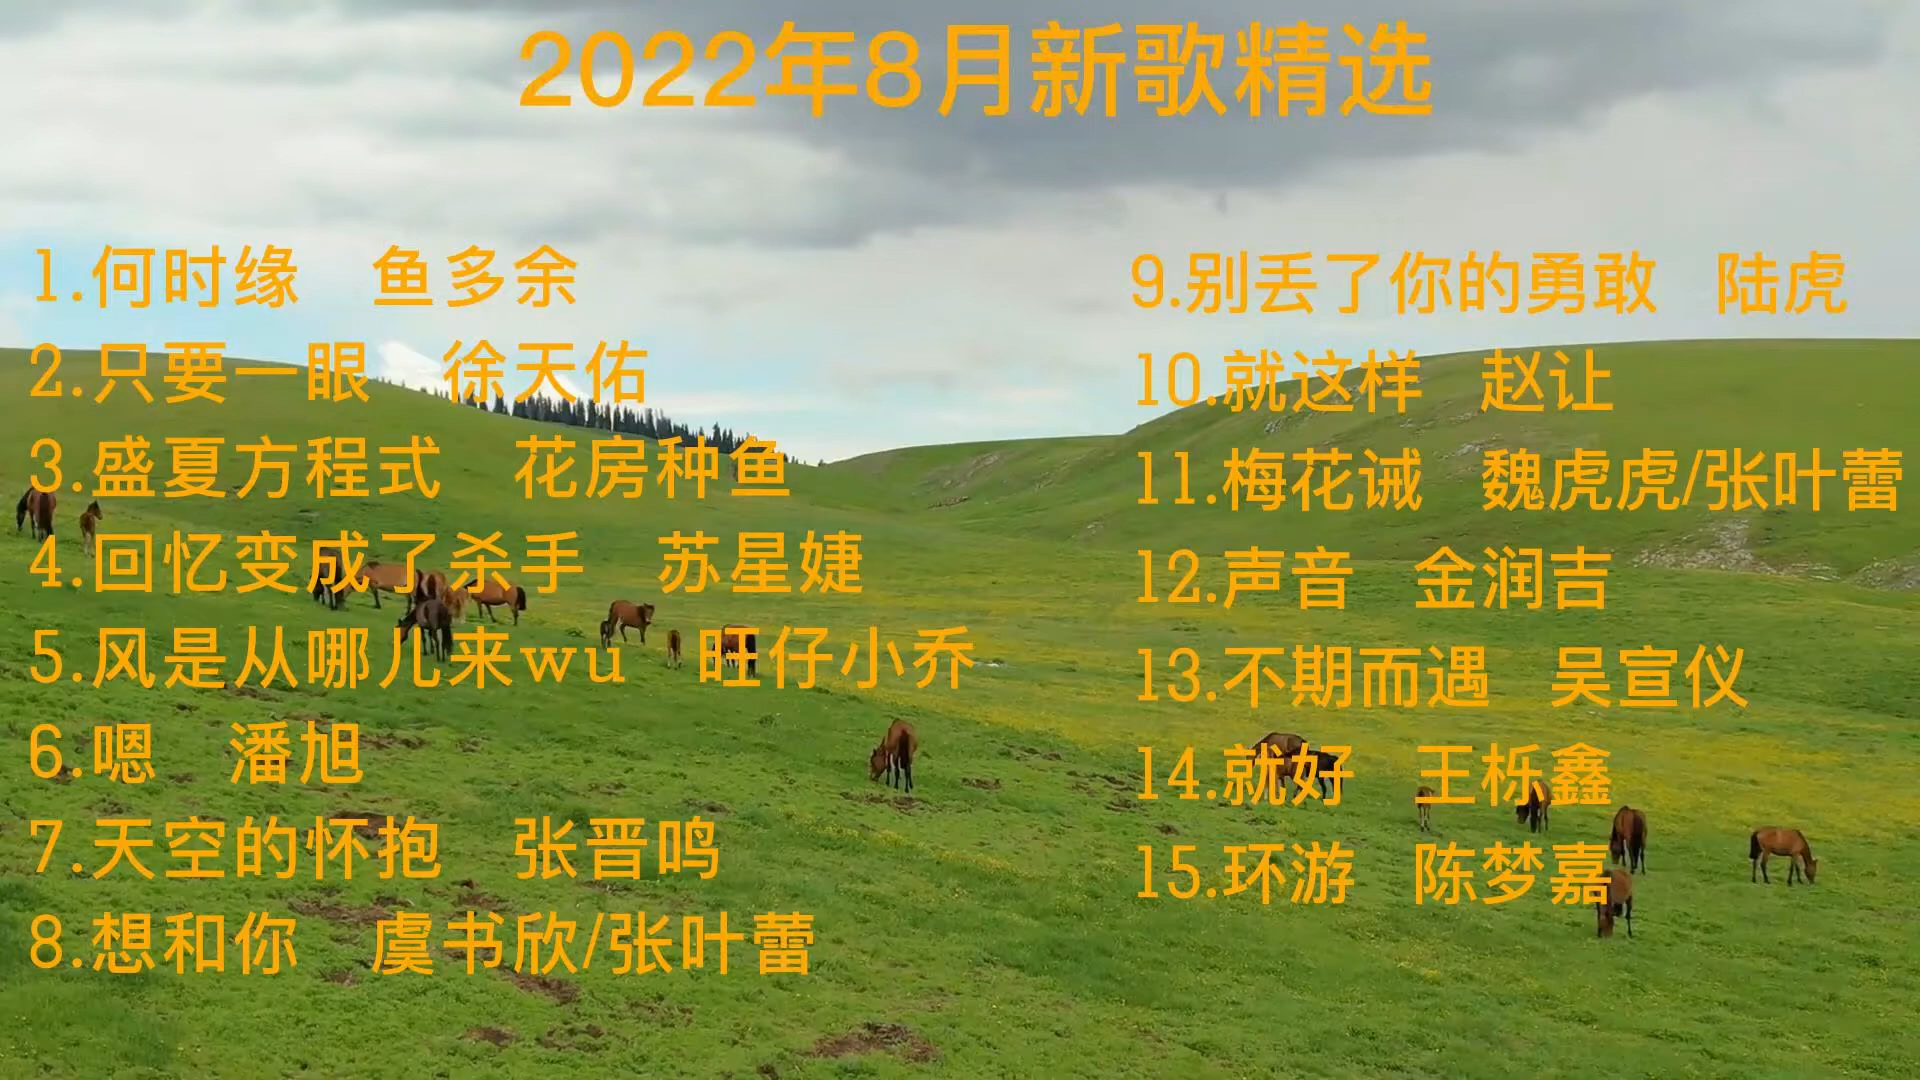 2022年8月新歌精选
1.何时缘 鱼多余
2.只要一眼 徐天佑
3.盛夏方程式 花房种鱼
4.回忆变成了杀手 苏星婕
5.风是从哪儿来wu 旺仔小乔
6.嗯 潘旭
7.天空的怀抱 张晋鸣
8.想和你 虞书欣/张叶蕾
9.别丢了你的勇敢 陆虎
10.就这样 赵让
11.梅花诫 魏虎虎/张叶蕾
12.声音 金润吉
13.不期而遇 吴宣仪
14.就好 王栎鑫
15.环游 陈梦嘉